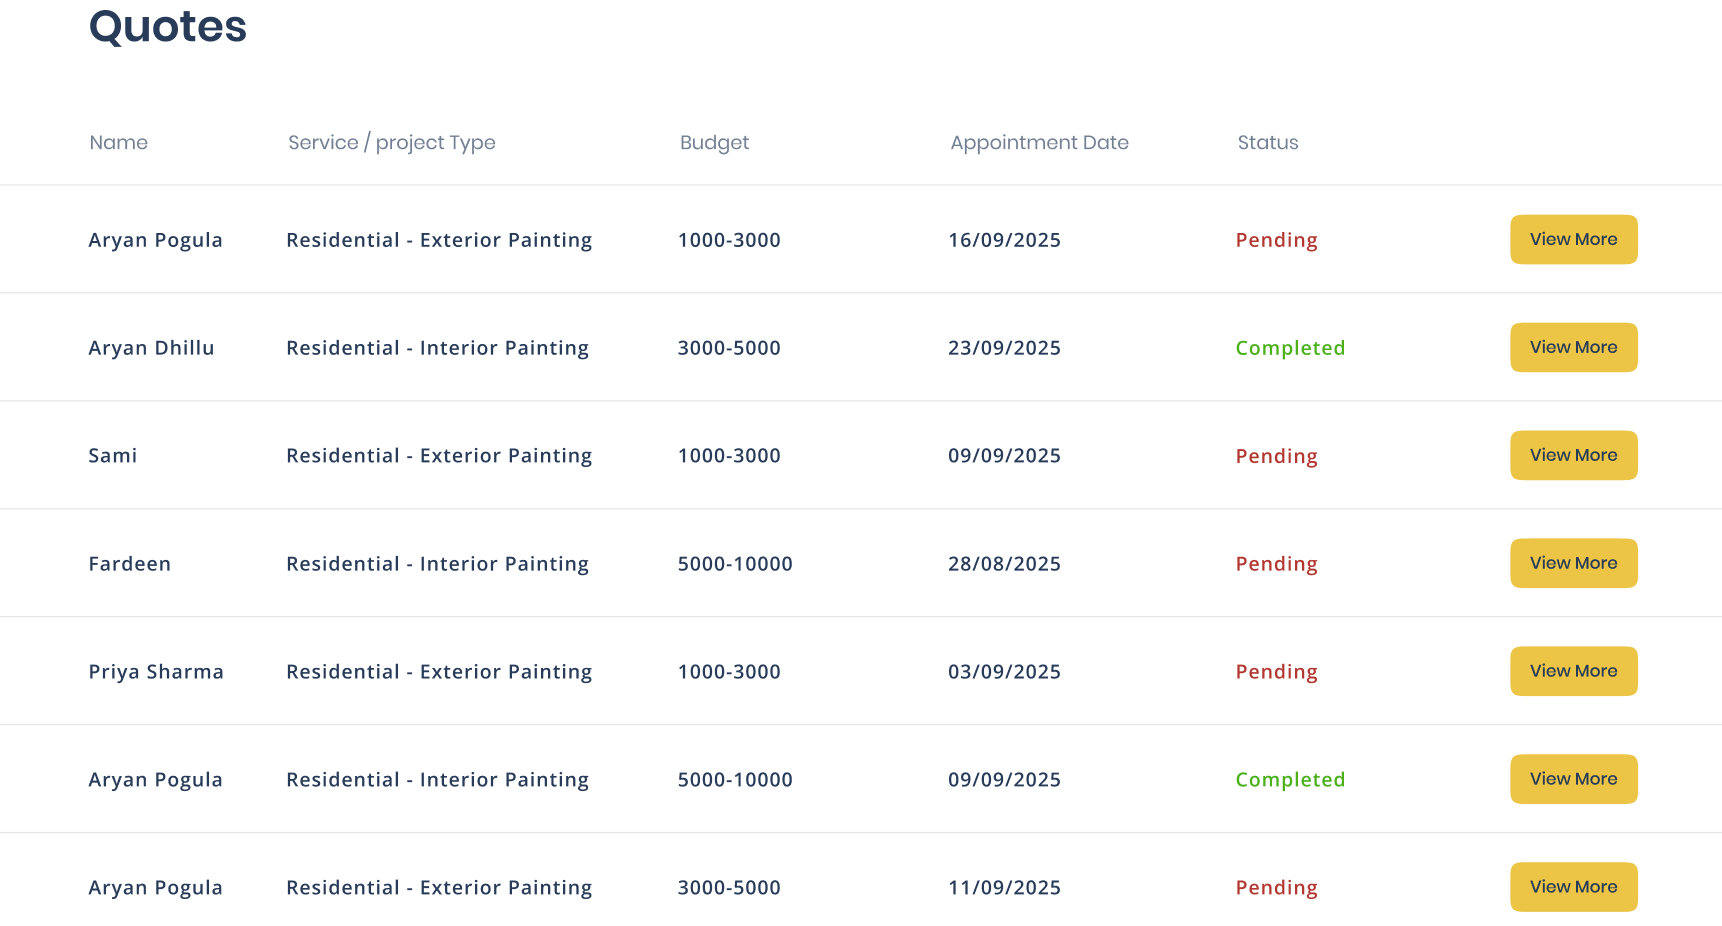 Quotes
Name Service / project Type Budget Appointment Date Status
Aryan Pogula Residential - Exterior Painting 1000-3000 16/09/2025 Pending View More
Aryan Dhillu Residential - Interior Painting 3000-5000 23/09/2025 Completed View More
Sami Residential - Exterior Painting 1000-3000 09/09/2025 Pending View More
Fardeen Residential - Interior Painting 5000-10000 28/08/2025 Pending View More
Priya Sharma Residential - Exterior Painting 1000-3000 03/09/2025 Pending View More
Aryan Pogula Residential - Interior Painting 5000-10000 09/09/2025 Completed View More
Aryan Pogula Residential - Exterior Painting 3000-5000 11/09/2025 Pending View More